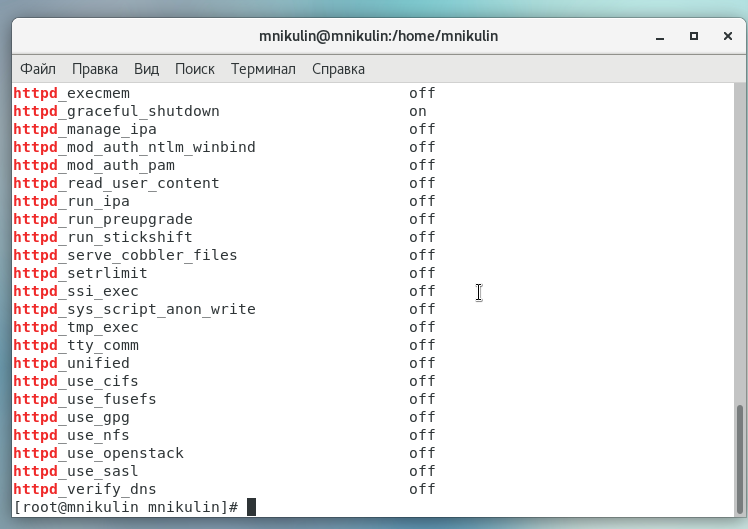 mnikulin@mnikulin:/home/mnikulin
Файл Правка Вид Поиск Терминал Справка
httpd_execmem off
httpd_graceful_shutdown on
httpd_manage_ipa off
httpd_mod_auth_ntlm_winbind off
httpd_mod_auth_pam off
httpd_read_user_content off
httpd_run_ipa off
httpd_run_preupgrade off
httpd_run_stickshift off
httpd_serve_cobbler_files off
httpd_setrlimit off
httpd_ssi_exec off
httpd_sys_script_anon_write off
httpd_tmp_exec off
httpd_tty_comm off
httpd_unified off
httpd_use_cifs off
httpd_use_fusefs off
httpd_use_gpg off
httpd_use_nfs off
httpd_use_openstack off
httpd_use_sasl off
httpd_verify_dns off
[root@mnikulin mnikulin]#